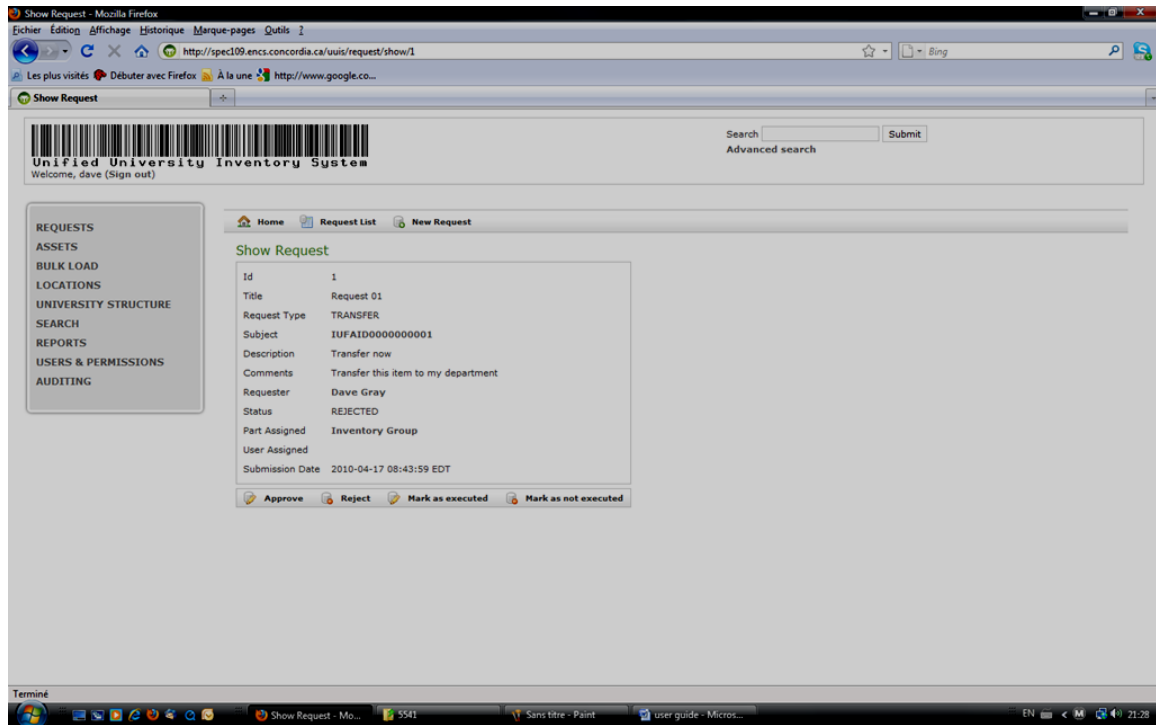 Show Request - Mozilla Firefox
Fichier Édition Affichage Historique Marque-pages Outils ?
http://spec109.encs.concordia.ca/uuis/request/show/1
Bing
Les plus visités Débuter avec Firefox À la une http://www.google.co...
Show Request
Unified University Inventory System
Welcome, dave (Sign out)
Search Submit
Advanced search
REQUESTS
ASSETS
BULK LOAD
LOCATIONS
UNIVERSITY STRUCTURE
SEARCH
REPORTS
USERS & PERMISSIONS
AUDITING
Home Request List New Request
Show Request
Id 1
Title Request 01
Request Type TRANSFER
Subject IUFAID0000000001
Description Transfer now
Comments Transfer this item to my department
Requester Dave Gray
Status REJECTED
Part Assigned Inventory Group
User Assigned
Submission Date 2010-04-17 08:43:59 EDT
Approve Reject Mark as executed Mark as not executed
Terminé
Show Request - Mo... 5541 Sans titre - Paint user guide - Micros... EN M 21:28